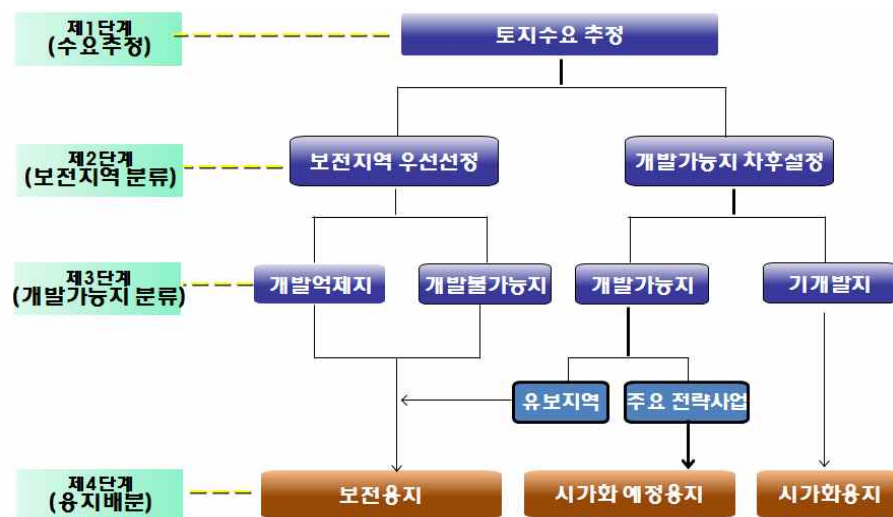 제1단계
(수요추정)
토지수요 추정
제2단계
(보전지역 분류)
보전지역 우선선정
개발가능지 차후설정
제3단계
(개발가능지 분류)
개발억제지
개발불가능지
개발가능지
기개발지
유보지역
주요 전략사업
제4단계
(용지배분)
보전용지
시가화 예정용지
시가화용지